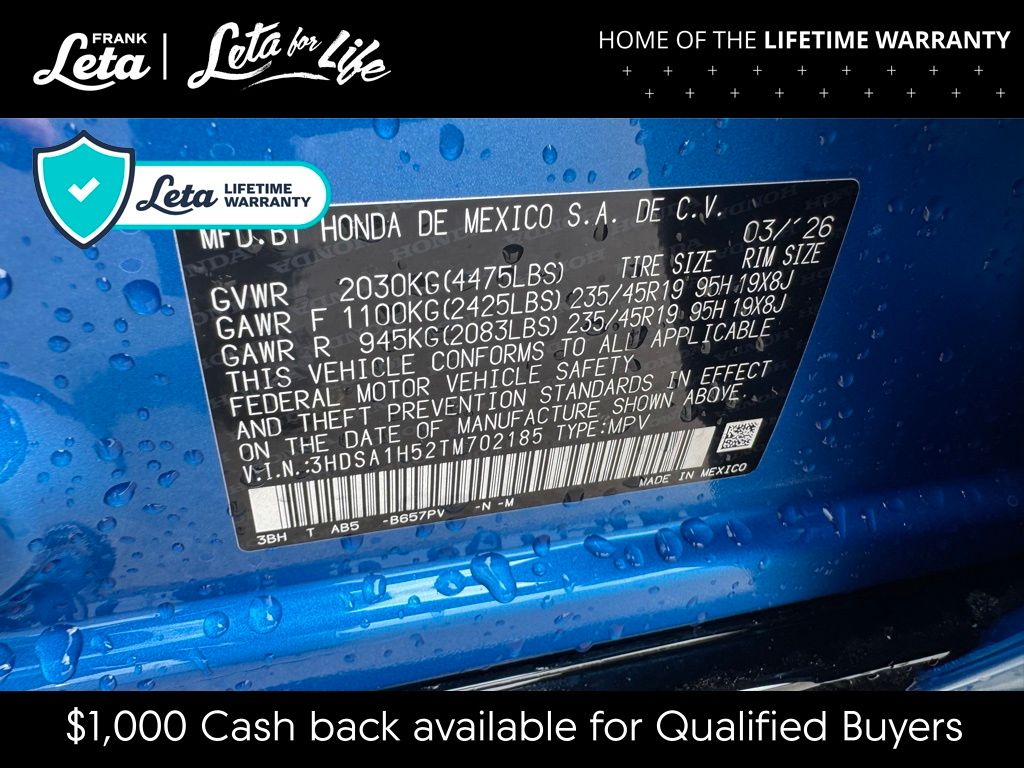 FRANK
Leta
Leta for Life
HOME OF THE LIFETIME WARRANTY
Leta LIFETIME
WARRANTY
MFD.BY HONDA DE MEXICO S.A. DE C.V.
03/'26
GVWR 2030KG(4475LBS) TIRE SIZE RIM SIZE
GAWR F 1100KG(2425LBS) 235/45R19 95H 19X8J
GAWR R 945KG(2083LBS) 235/45R19 95H 19X8J
THIS VEHICLE CONFORMS TO ALL APPLICABLE
FEDERAL MOTOR VEHICLE SAFETY
AND THEFT PREVENTION STANDARDS IN EFFECT
ON THE DATE OF MANUFACTURE SHOWN ABOVE.
V.I.N.:3HDSA1H52TM702185 TYPE:MPV
MADE IN MEXICO
3BH T AB5 -B657PV -N -M
$1,000 Cash back available for Qualified Buyers